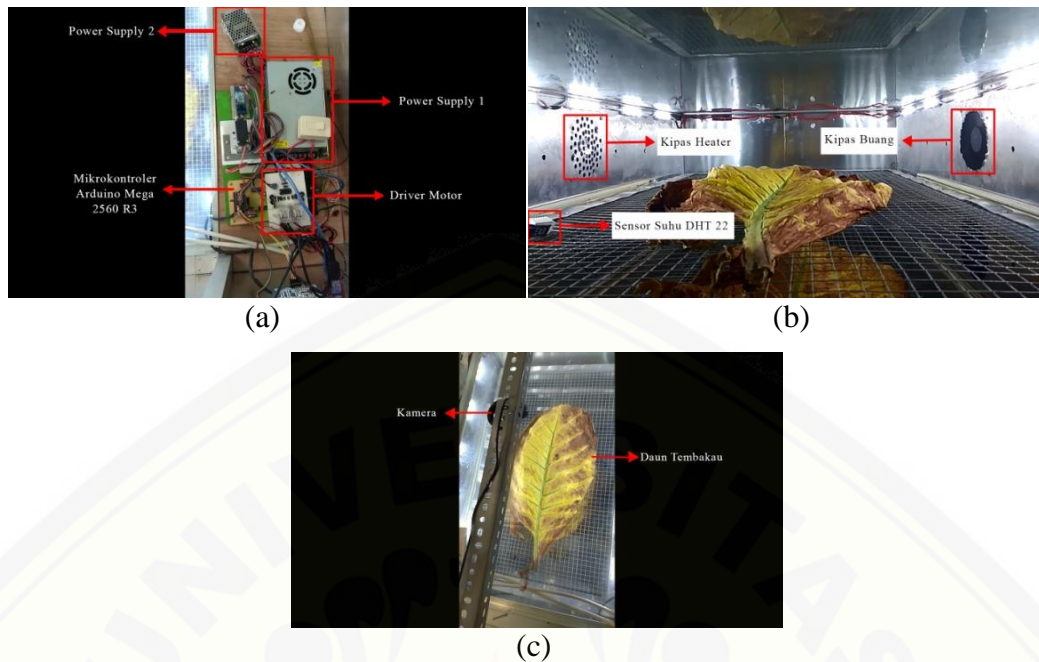 Power Supply 2
Power Supply 1
Mikrokontroler
Arduino Mega
2560 R3
Driver Motor
Kipas Heater
Kipas Buang
Sensor Suhu DHT 22
(a)
(b)
Kamera
Daun Tembakau
(c)
UNIVERSITAS